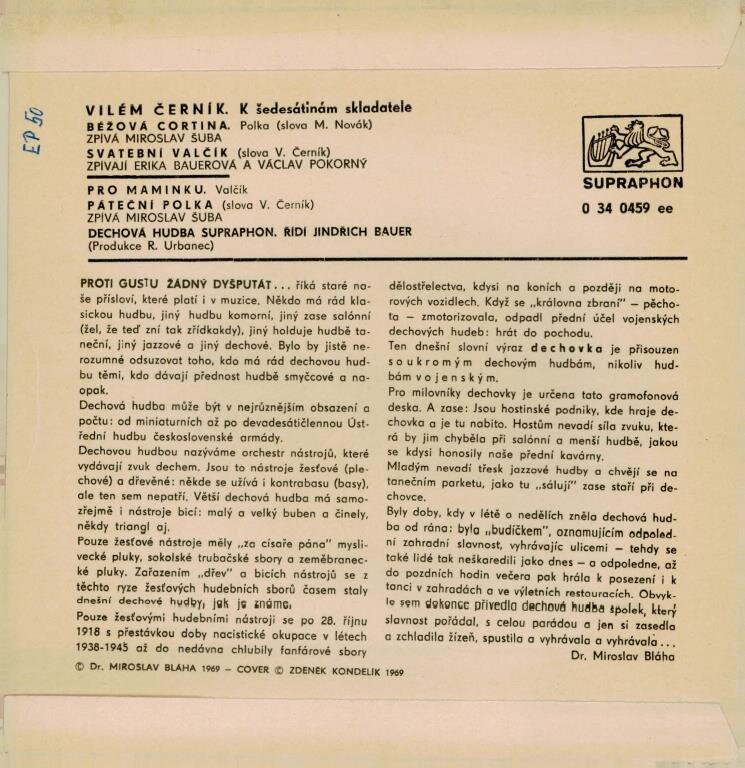 EP 50
VILÉM ČERNÍK. K šedesátinám skladatele
BÉŽOVÁ CORTINA. Polka (slova M. Novák)
ZPÍVÁ MIROSLAV ŠUBA
SVATEBNÍ VALČÍK (slova V. Černík)
ZPÍVAJÍ ERIKA BAUEROVÁ A VÁCLAV POKORNÝ
PRO MAMINKU. Valčík
PÁTEČNÍ POLKA (slova V. Černík)
ZPÍVÁ MIROSLAV ŠUBA
DECHOVÁ HUDBA SUPRAPHON. ŘÍDÍ JINDŘICH BAUER
(Produkce R. Urbanec)
SUPRAPHON
0 34 0459 ee
PROTI GUSTU ŽÁDNÝ DYŠPUTÁT... říká staré na-
še přísloví, které platí i v muzice. Někdo má rád kla-
sickou hudbu, jiný hudbu komorní, jiný zase salónní
(žel, že teď zní tak zřídkakdy), jiný holduje hudbě ta-
neční, jiný jazzové a jiný dechové. Bylo by jistě ne-
rozumné odsuzovat toho, kdo má rád dechovou hud-
bu těmi, kdo dávají přednost hudbě smyčcové a na-
opak.
Dechová hudba může být v nejrůznějším obsazení a
počtu: od miniaturních až po devadesátičlennou Úst-
řední hudbu československé armády.
Dechovou hudbou nazýváme orchestr nástrojů, které
vydávají zvuk dechem. Jsou to nástroje žesťové (ple-
chové) a dřevěné: někde se užívá i kontrabasu (basy),
ale ten sem nepatří. Větší dechová hudba má samo-
zřejmě i nástroje bicí: malý a velký buben a činely,
někdy triangl aj.
Pouze žesťové nástroje měly „za císaře pána" mysli-
vecké pluky, sokolské trubačské sbory a zeměbranec-
ké pluky. Zařazením „dřev" a bicích nástrojů se z
těchto ryze žesťových hudebních sborů časem staly
dnešní dechové hudby, jak je známe.
Pouze žesťovými hudebními nástroji se po 28. říjnu
1918 s přestávkou doby nacistické okupace v létech
1938-1945 až do nedávna chlubily fanfárové sbory
dělostřelectva, kdysi na koních a později na moto-
rových vozidlech. Když se „královna zbraní" – pěcho-
ta – zmotorizovala, odpadl přední účel vojenských
dechových hudeb: hrát do pochodu.
Ten dnešní slovní výraz dechovka je přisouzen
soukromým dechovým hudbám, nikoliv hud-
bám vojenským.
Pro milovníky dechovky je určena tato gramofonová
deska. A zase: Jsou hostinské podniky, kde hraje de-
chovka a je tu nabito. Hostům nevadí síla zvuku, kte-
rá by jim chyběla při salónní a menší hudbě, jakou
se kdysi honosily naše přední kavárny.
Mladým nevadí třesk jazzové hudby a chvějí se na
tanečním parketu, jako tu „sálují" zase staří při de-
chovce.
Byly doby, kdy v létě o nedělích zněla dechová hud-
ba od rána: byla „budíčkem", oznamujícím odpoled-
ní zahradní slavnost, vyhrávajíc ulicemi – tehdy se
také lidé tak neškaredili jako dnes – a odpoledne, až
do pozdních hodin večera pak hrála k posezení i k
tanci v zahradách a ve výletních restauracích. Obvyk-
le sem dokonce přivedla dechová hudba spolek, který
slavnost pořádal, s celou parádou a jen si zasedla
a zchladila žízeň, spustila a vyhrávala a vyhrávala...
Dr. Miroslav Bláha
© Dr. MIROSLAV BLÁHA 1969 – COVER © ZDENĚK KONDELÍK 1969